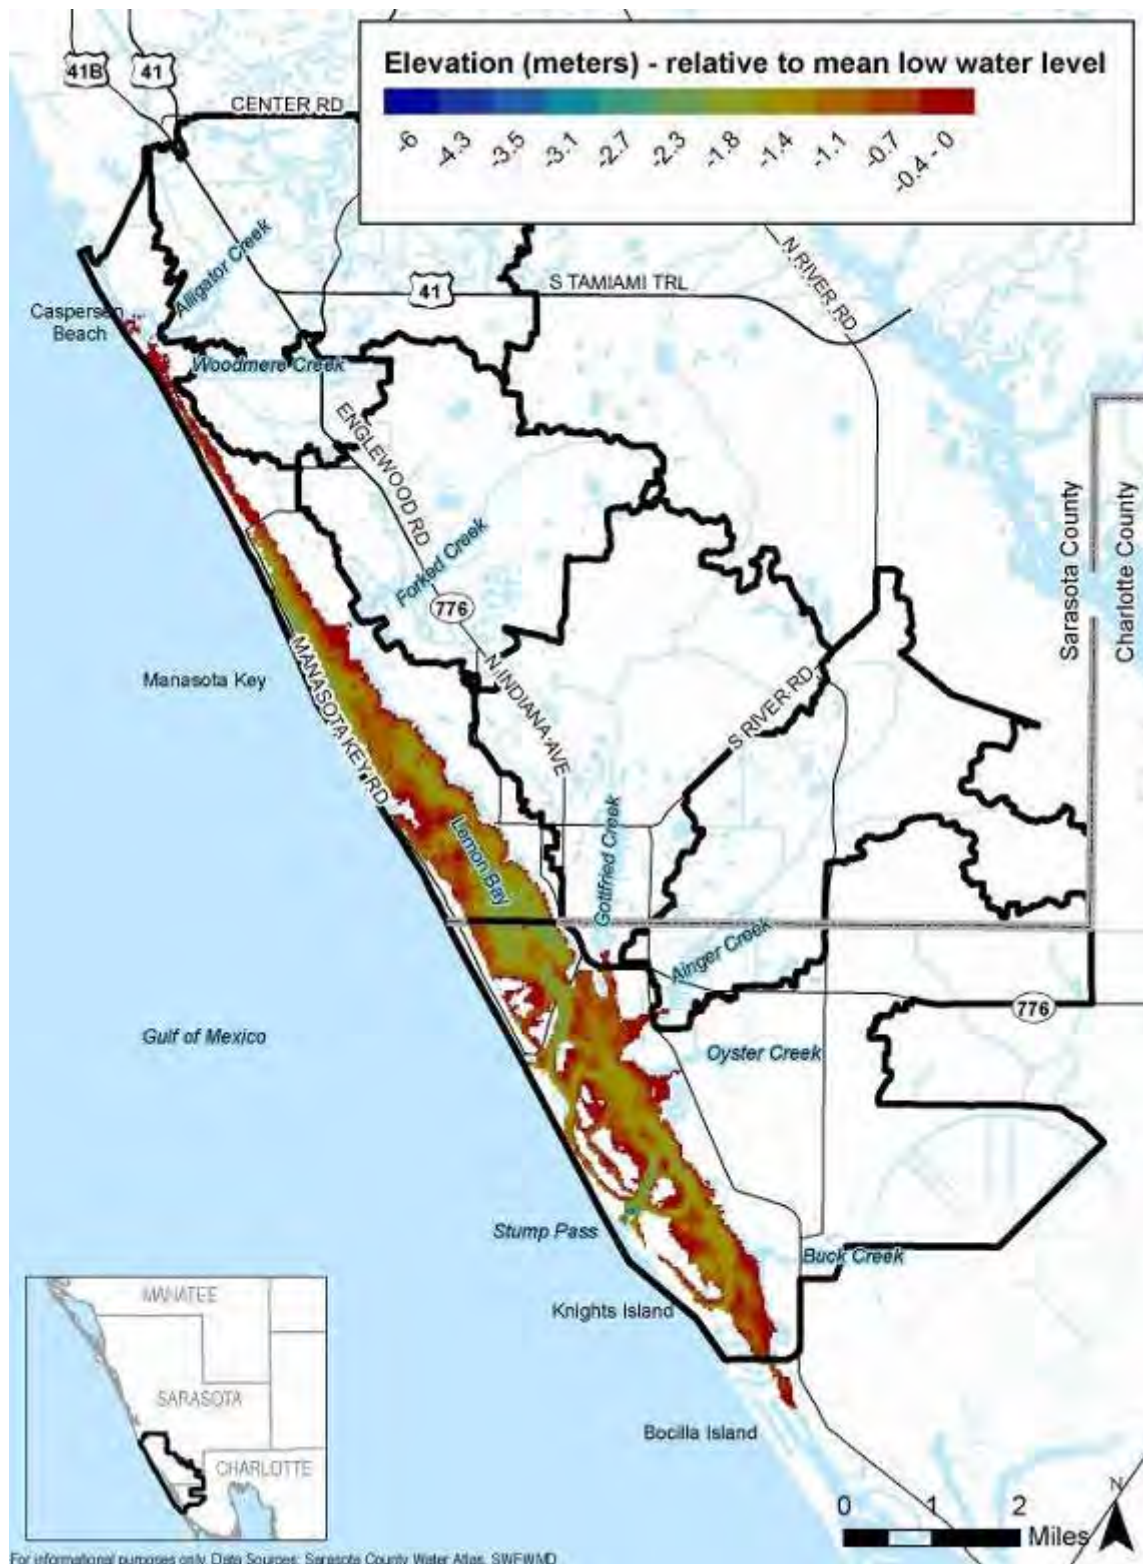 41B
41
CENTER RD
Elevation (meters) - relative to mean low water level
-6
-4.3
-3.5
-3.1
-2.7
-2.3
-1.8
-1.4
-1.1
-0.7
-0.4 - 0
N RIVER RD
Alligator Creek
41
S TAMIAMI TRL
Caspersen
Beach
Woodmere Creek
ENGLEWOOD RD
Sarasota County
Charlotte County
Forked Creek
776
Manasota Key
MANASOTA KEY RD
N INDIANA AVE
S RIVER RD
Lemon Bay
Gottfried Creek
Ainger Creek
776
Gulf of Mexico
Oyster Creek
Stump Pass
Buck Creek
Knights Island
MANATEE
SARASOTA
CHARLOTTE
Bocilla Island
N
0 1 2
Miles
For informational purposes only. Data Sources: Sarasota County Water Atlas, SWFWMD